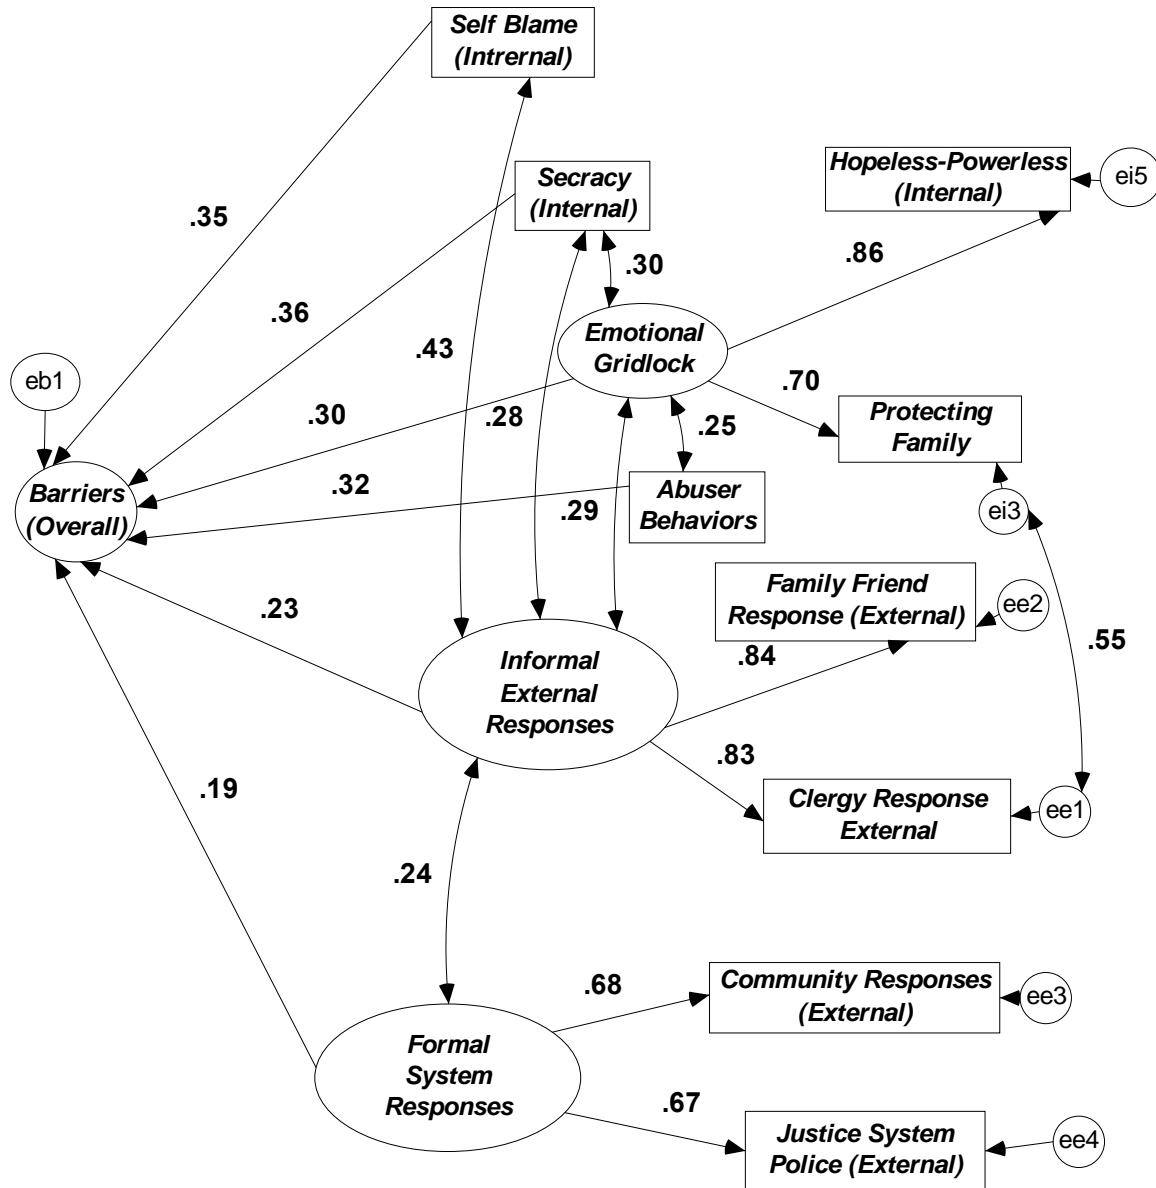 Self Blame
(Intrernal)
Secracy
(Internal)
Hopeless-Powerless
(Internal)
ei5
.35
.30
.86
.36
Emotional
Gridlock
.43
eb1
.70
.30
.28
.25
Protecting
Family
.32
Abuser
Behaviors
Barriers
(Overall)
.29
ei3
Family Friend
Response (External)
ee2
.23
.55
.84
Informal
External
Responses
.83
.19
Clergy Response
External
ee1
.24
.68
Community Responses
(External)
ee3
Formal
System
Responses
.67
Justice System
Police (External)
ee4